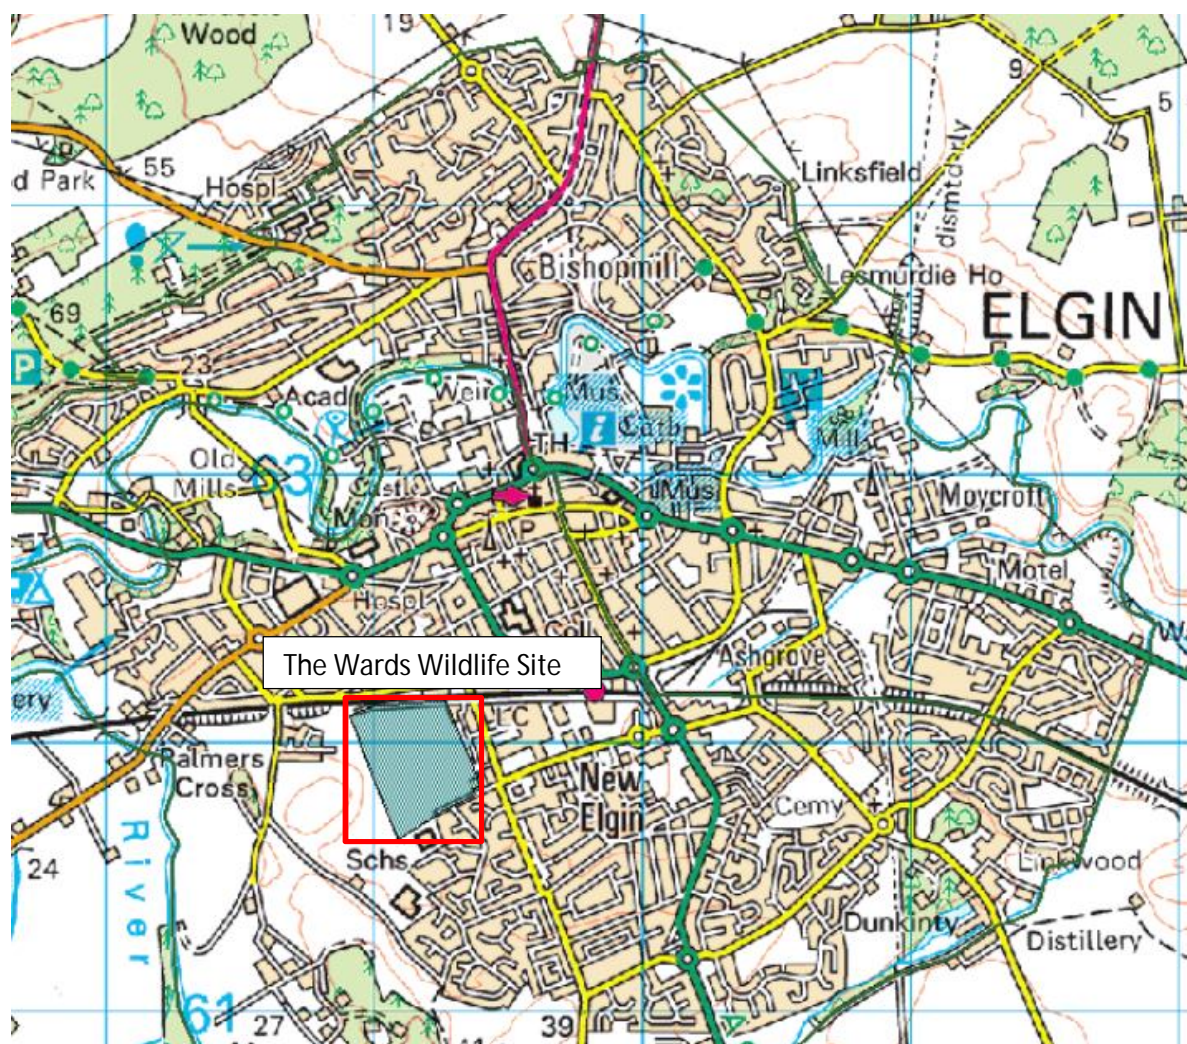 19
Wood
9
5
55
d Park
Hospl
Linksfield
dismtd rly
Bishopmill
Lesmurdie Ho
ELGIN
69
P
23
Acad
Weir
Mus
i
Cath
TH
Mill
Old
Mills
63
Castle
Mus
Moycroft
Mon
P
Motel
Hospl
Coll
Ashgrove
The Wards Wildlife Site
ery
LC
Palmers
Cross
New
Elgin
Cemy
Schs
24
River
Linkwood
Dunkinty
Distillery
61
27
39
A